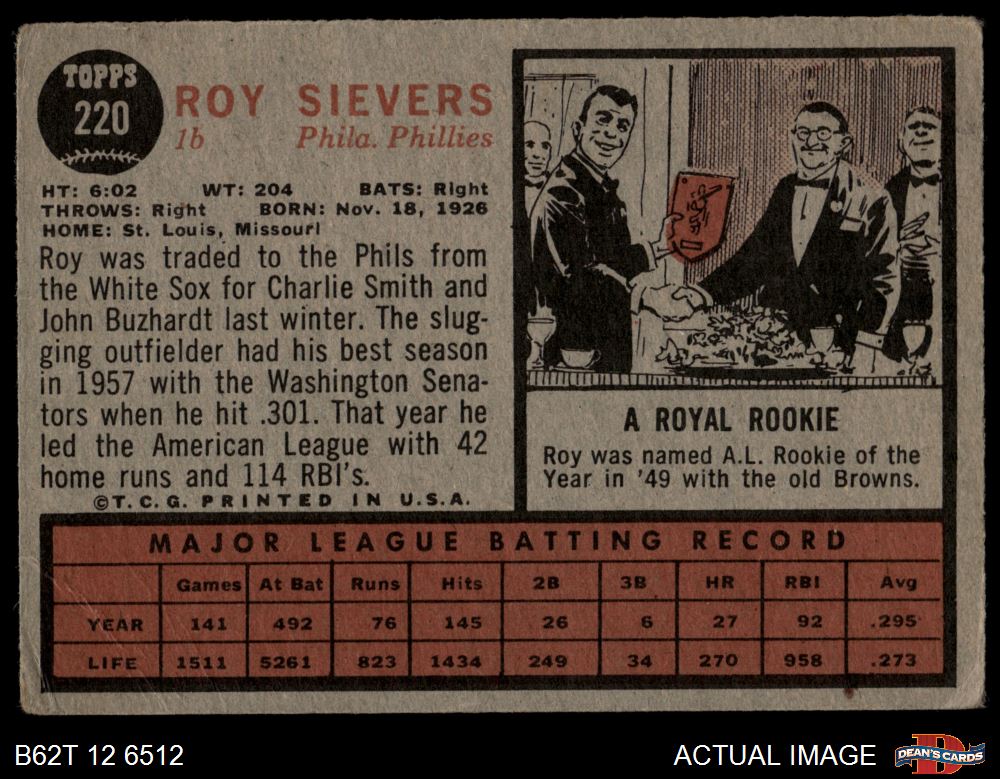 TOPPS
220
ROY SIEVERS
1b Phila. Phillies
HT: 6:02 WT: 204 BATS: Right
THROWS: Right BORN: Nov. 18, 1926
HOME: St. Louis, Missouri
Roy was traded to the Phils from
the White Sox for Charlie Smith and
John Buzhardt last winter. The slug-
ging outfielder had his best season
in 1957 with the Washington Sena-
tors when he hit .301. That year he
led the American League with 42
home runs and 114 RBI's.
©T.C.G. PRINTED IN U.S.A.
A ROYAL ROOKIE
Roy was named A.L. Rookie of the
Year in '49 with the old Browns.
MAJOR LEAGUE BATTING RECORD
Games At Bat Runs Hits 2B 3B HR RBI Avg
YEAR 141 492 76 145 26 6 27 92 .295
LIFE 1511 5261 823 1434 249 34 270 958 .273
B62T 12 6512 ACTUAL IMAGE DEAN'S CARDS